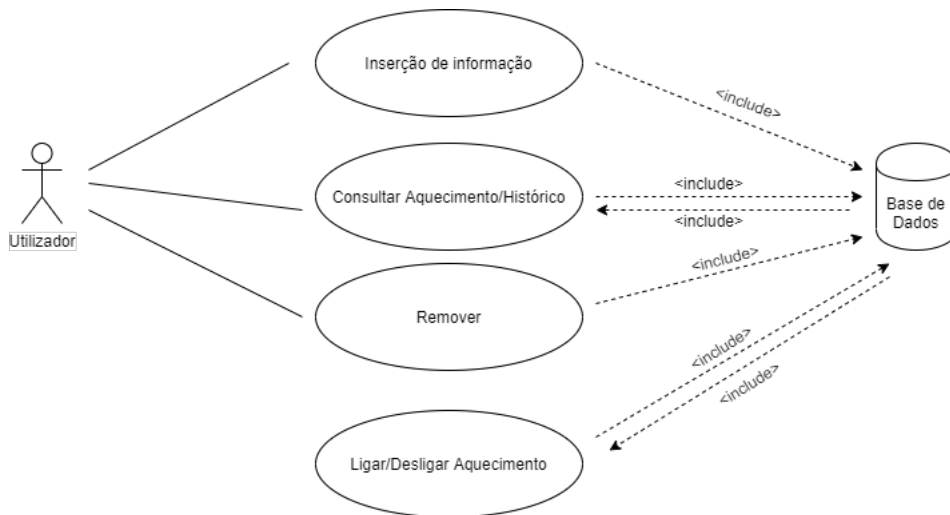 Inserção de informação
<include>
Utilizador
Consultar Aquecimento/Histórico
<include>
<include>
Base de
Dados
Remover
<include>
<include>
<include>
Ligar/Desligar Aquecimento